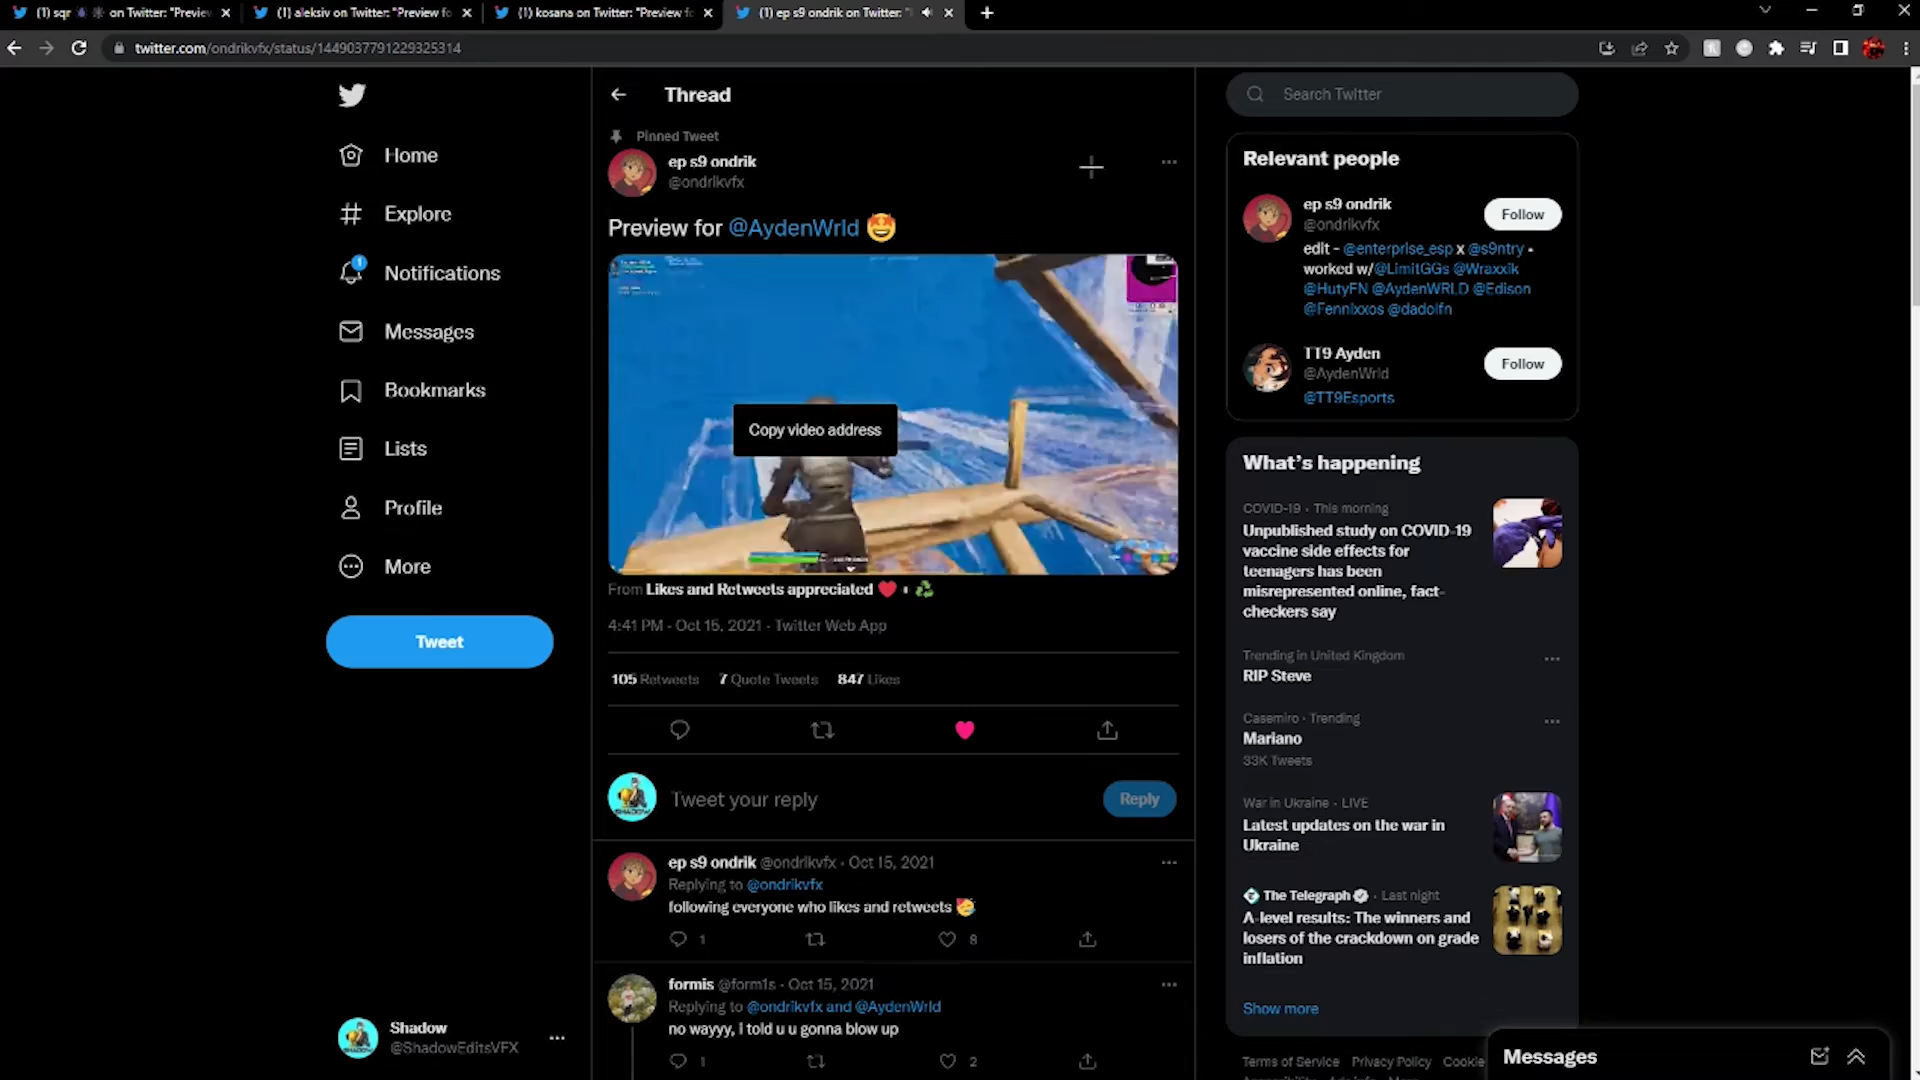 (1) sqr on Twitter: "Previe
(1) aleksiv on Twitter: "Preview fo
(1) kosana on Twitter: "Preview fo
(1) ep s9 ondrik on Twitter: "
twitter.com/ondrikvfx/status/1449037791229325314
Home
Explore
1
Notifications
Messages
Bookmarks
Lists
Profile
More
Tweet
Shadow
@ShadowEditsVFX
Thread
Pinned Tweet
ep s9 ondrik
@ondrikvfx
Preview for @AydenWrld 🤩
Copy video address
From Likes and Retweets appreciated ❤️ + ♻️
4:41 PM · Oct 15, 2021 · Twitter Web App
105 Retweets 7 Quote Tweets 847 Likes
Tweet your reply
Reply
ep s9 ondrik @ondrikvfx · Oct 15, 2021
Replying to @ondrikvfx
following everyone who likes and retweets 🥳
1 8
formis @form1s · Oct 15, 2021
Replying to @ondrikvfx and @AydenWrld
no wayyy, i told u u gonna blow up
1 2
Search Twitter
Relevant people
ep s9 ondrik
@ondrikvfx
Follow
edit - @enterprise_esp x @s9ntry •
worked w/@LimitGGs @Wraxxik
@HutyFN @AydenWRLD @Edison
@Fennixxos @dadolfn
TT9 Ayden
@AydenWrld
Follow
@TT9Esports
What's happening
COVID-19 · This morning
Unpublished study on COVID-19
vaccine side effects for
teenagers has been
misrepresented online, fact-
checkers say
Trending in United Kingdom
RIP Steve
Casemiro · Trending
Mariano
33K Tweets
War in Ukraine · LIVE
Latest updates on the war in
Ukraine
The Telegraph · Last night
A-level results: The winners and
losers of the crackdown on grade
inflation
Show more
Terms of Service Privacy Policy Cookie
Messages